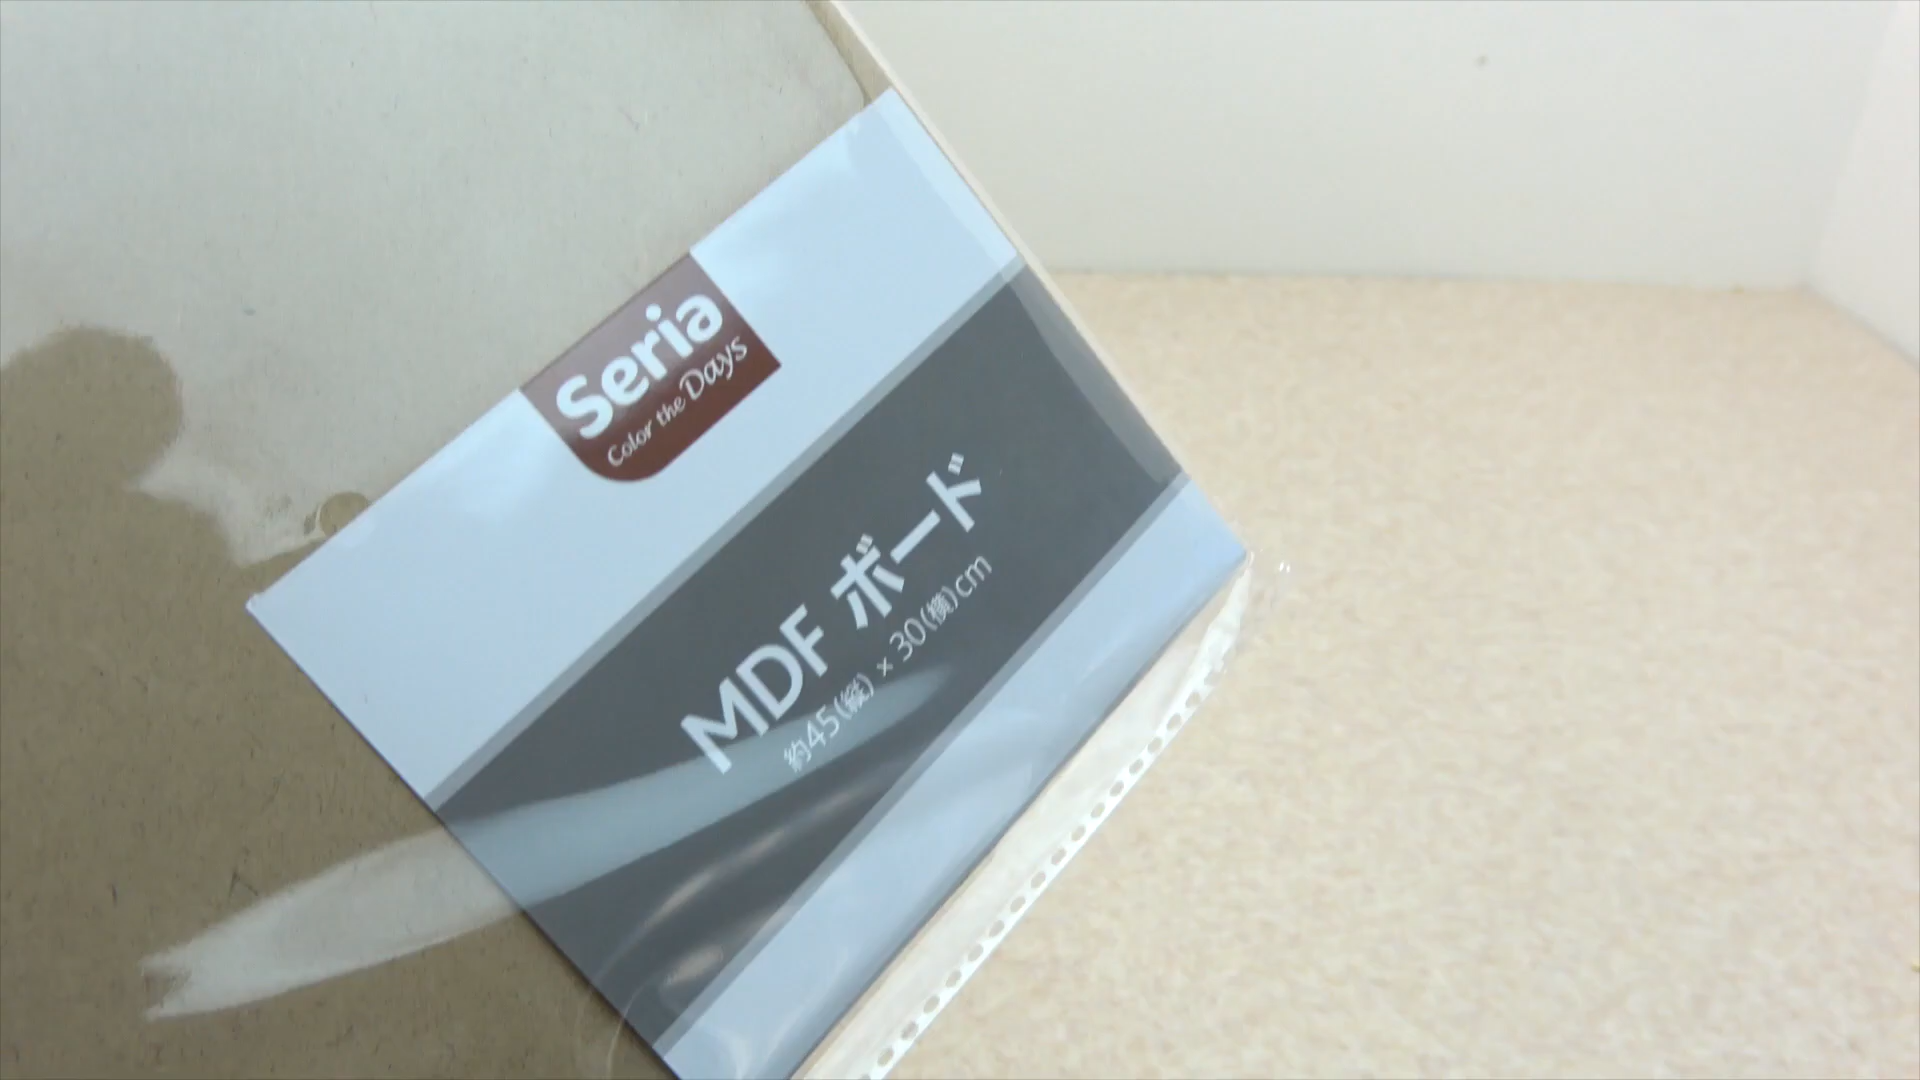 Seria
Color the Days
MDF ボード
約45(縦) × 30(横)cm